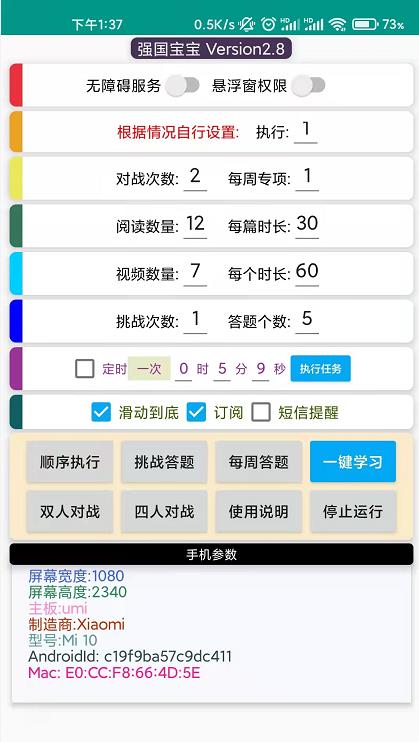 下午1:37 0.5K/s HD HD 73%
强国宝宝 Version2.8
无障碍服务 悬浮窗权限
根据情况自行设置: 执行: 1
对战次数: 2 每周专项: 1
阅读数量: 12 每篇时长: 30
视频数量: 7 每个时长: 60
挑战次数: 1 答题个数: 5
定时 一次 0 时 5 分 9 秒 执行任务
滑动到底 订阅 短信提醒
顺序执行 挑战答题 每周答题 一键学习
双人对战 四人对战 使用说明 停止运行
手机参数
屏幕宽度:1080
屏幕高度:2340
主板:umi
制造商:Xiaomi
型号:Mi 10
AndroidId: c19f9ba57c9dc411
Mac: E0:CC:F8:66:4D:5E